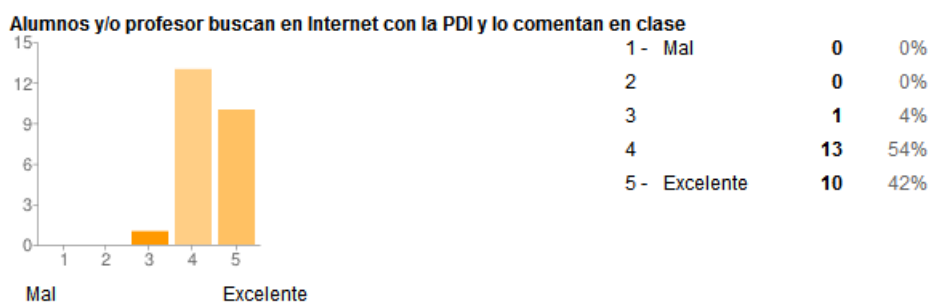 Alumnos y/o profesor buscan en Internet con la PDI y lo comentan en clase
15
12
9
6
3
0
1 2 3 4 5
Mal Excelente
1 - Mal 0 0%
2 0 0%
3 1 4%
4 13 54%
5 - Excelente 10 42%